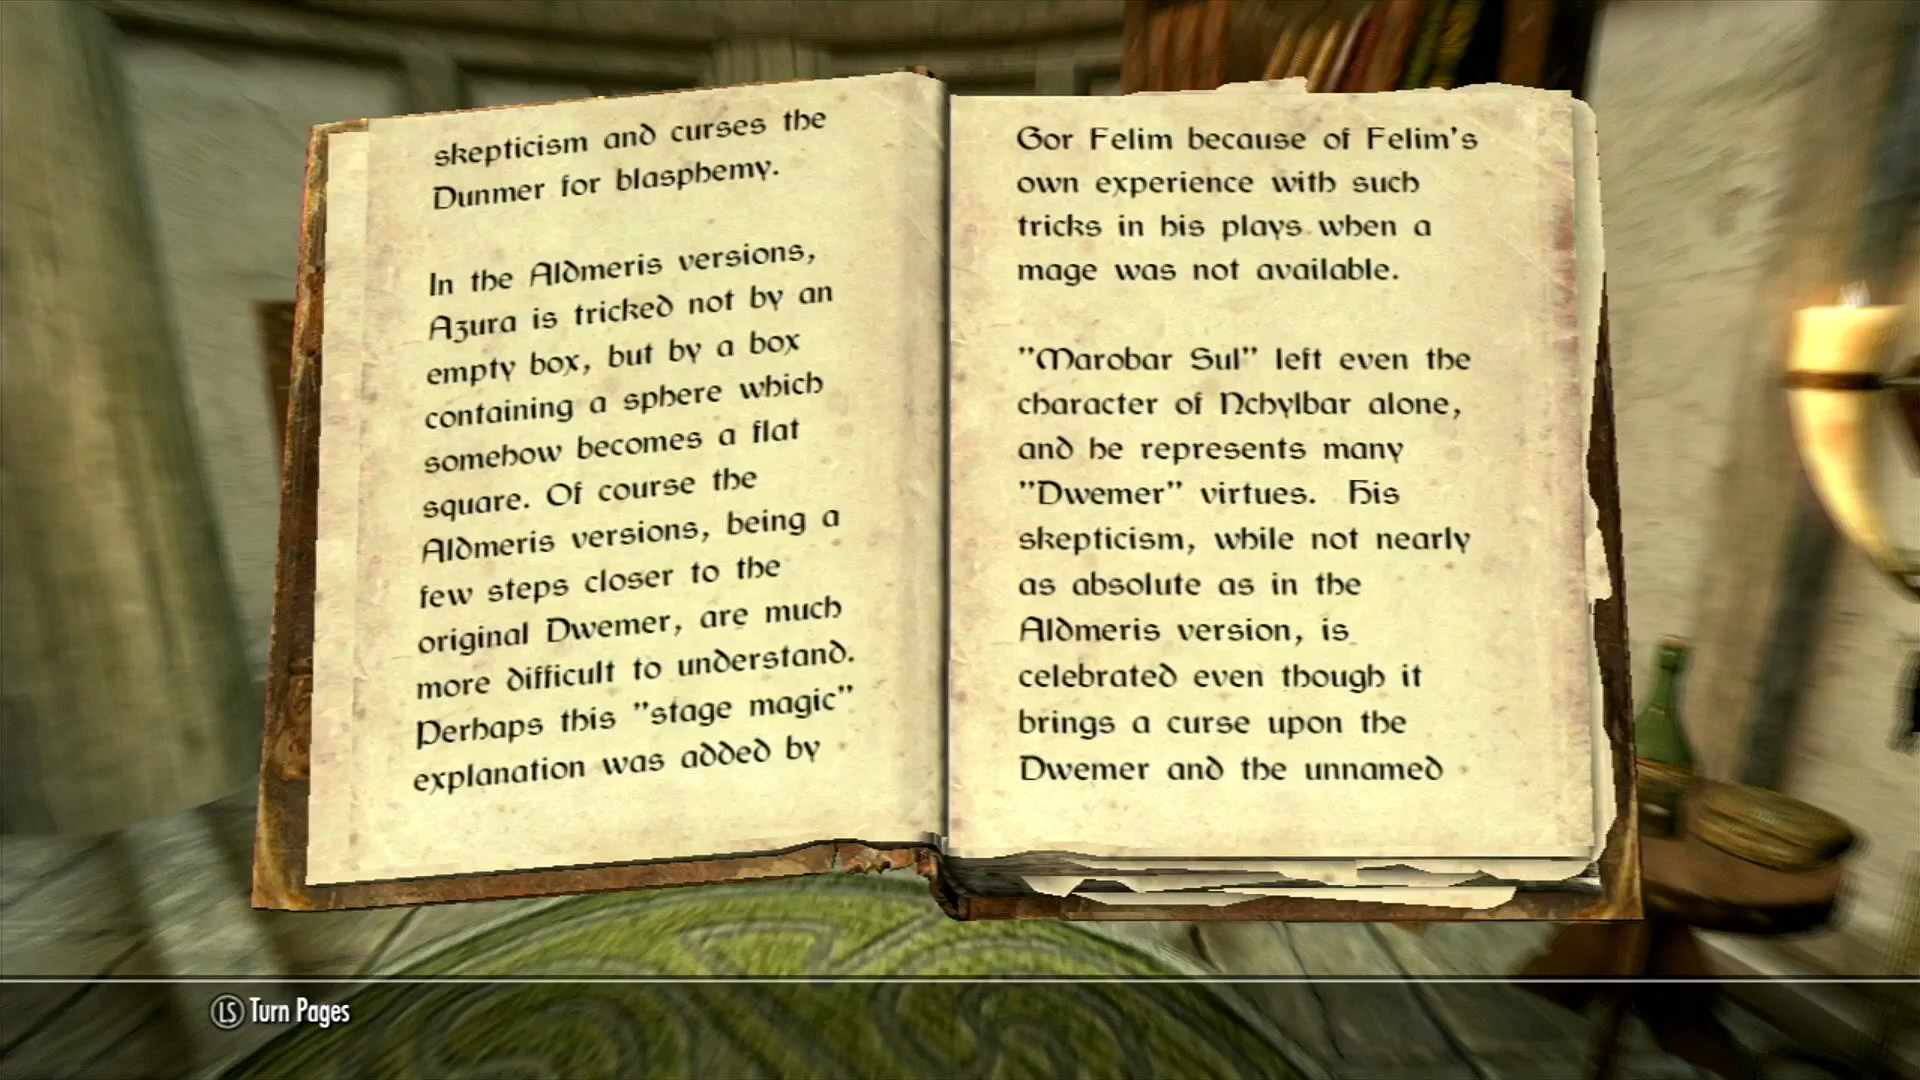 skepticism and curses the
Dunmer for blasphemy.
In the Aldmeris versions,
Azura is tricked not by an
empty box, but by a box
containing a sphere which
somehow becomes a flat
square. Of course the
Aldmeris versions, being a
few steps closer to the
original Dwemer, are much
more difficult to understand.
Perhaps this "stage magic"
explanation was added by
Gor Felim because of Felim's
own experience with such
tricks in his plays when a
mage was not available.
"Marobar Sul" left even the
character of Nchylbar alone,
and he represents many
"Dwemer" virtues. His
skepticism, while not nearly
as absolute as in the
Aldmeris version, is
celebrated even though it
brings a curse upon the
Dwemer and the unnamed
LS Turn Pages